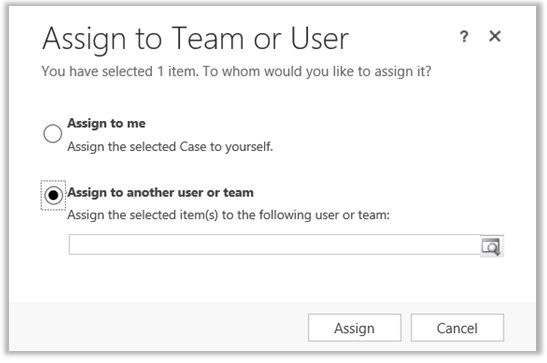 Assign to Team or User ? ✕
You have selected 1 item. To whom would you like to assign it?
Assign to me
Assign the selected Case to yourself.
Assign to another user or team
Assign the selected item(s) to the following user or team:
Assign Cancel